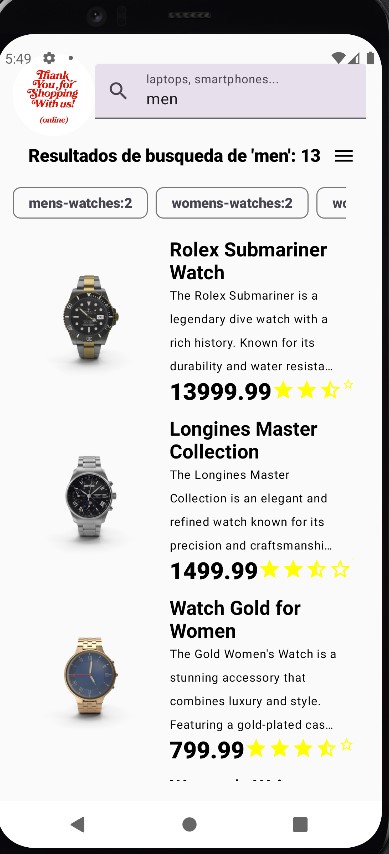 5:49
Thank
You, for
Shopping
With us!
(online)
laptops, smartphones...
men
Resultados de busqueda de 'men': 13
mens-watches:2
womens-watches:2
Rolex Submariner
Watch
The Rolex Submariner is a
legendary dive watch with a
rich history. Known for its
durability and water resista...
13999.99
Longines Master
Collection
The Longines Master
Collection is an elegant and
refined watch known for its
precision and craftsmanshi...
1499.99
Watch Gold for
Women
The Gold Women's Watch is a
stunning accessory that
combines luxury and style.
Featuring a gold-plated cas...
799.99